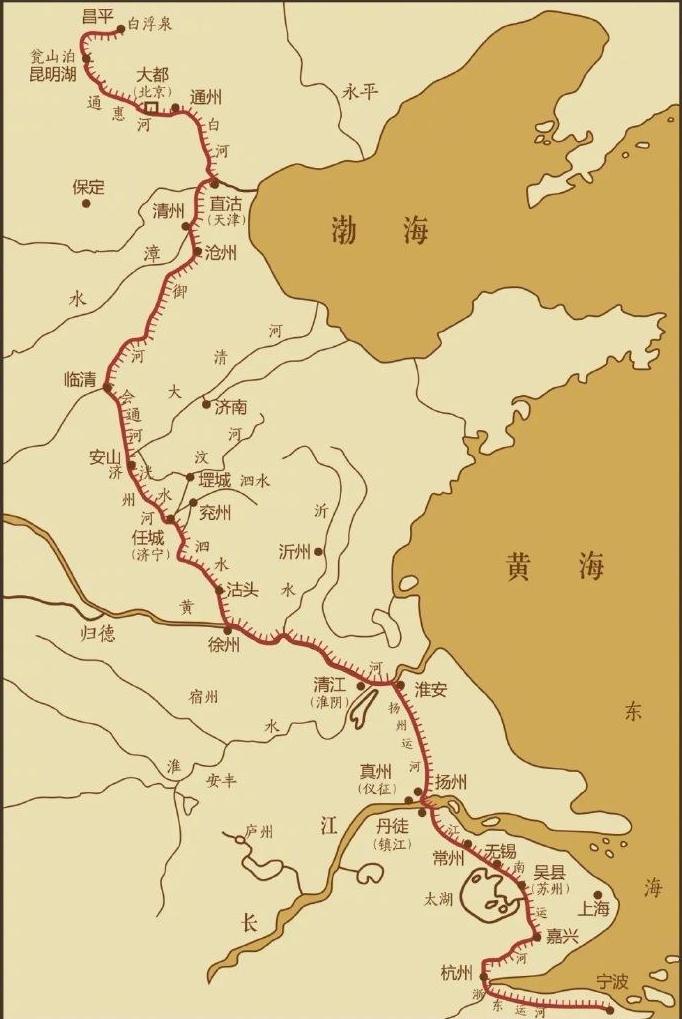 昌平
白浮泉
瓮山泊
昆明湖
大都
(北京)
通州
通惠河
白河
永平
保定
直沽
(天津)
清州
沧州
漳水
御河
渤海
临清
会通河
大清河
济南
安山
汶河
堽城
泗水
济州河
洸水
兖州
任城
(济宁)
泗水
沂水
沂州
沽头
黄河
归德
徐州
黄海
清江
(淮阴)
淮安
宿州
淮水
安丰
扬州运河
真州
(仪征)
扬州
丹徒
(镇江)
庐州
长江
江南运河
常州
无锡
吴县
(苏州)
太湖
上海
东海
嘉兴
杭州
宁波
浙东运河